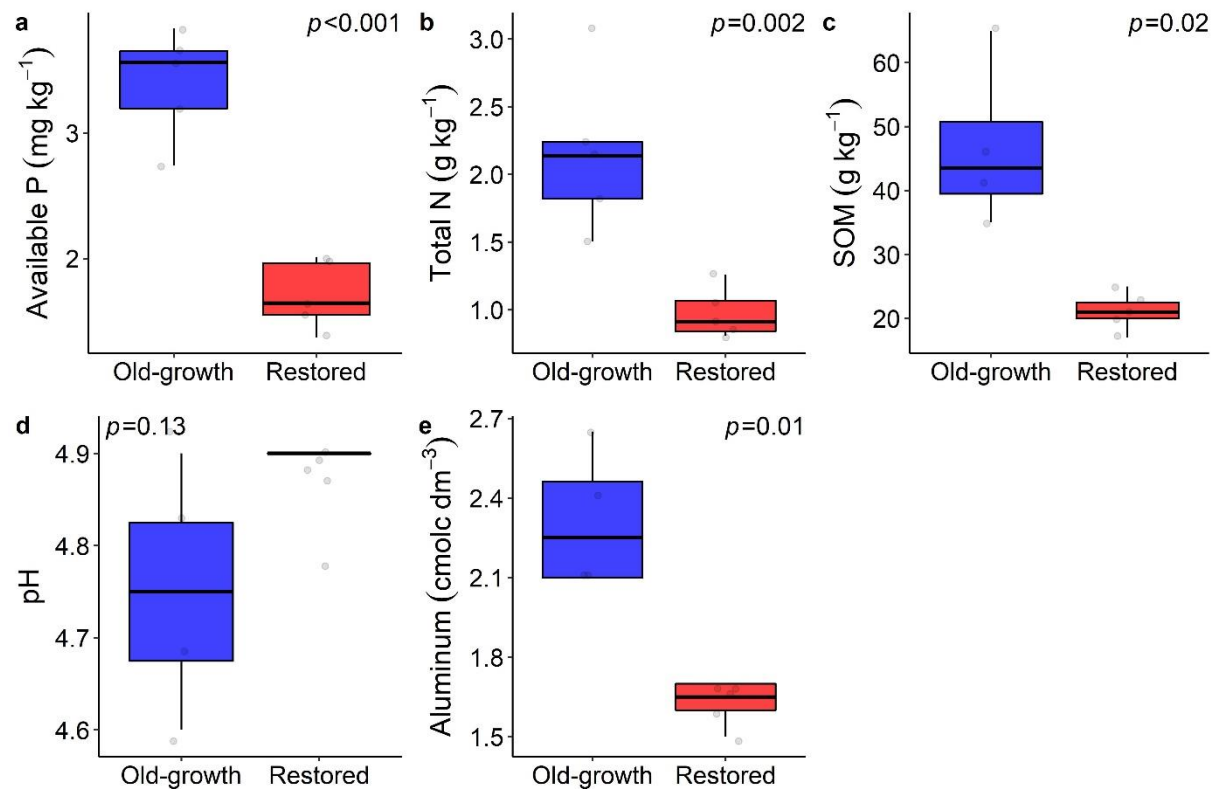 a
p<0.001
Available P (mg kg⁻¹)
3
2
Old-growth
Restored
b
p=0.002
Total N (g kg⁻¹)
3.0
2.5
2.0
1.5
1.0
Old-growth
Restored
c
p=0.02
SOM (g kg⁻¹)
60
50
40
30
20
Old-growth
Restored
d
p=0.13
pH
4.9
4.8
4.7
4.6
Old-growth
Restored
e
p=0.01
Aluminum (cmolc dm⁻³)
2.7
2.4
2.1
1.8
1.5
Old-growth
Restored